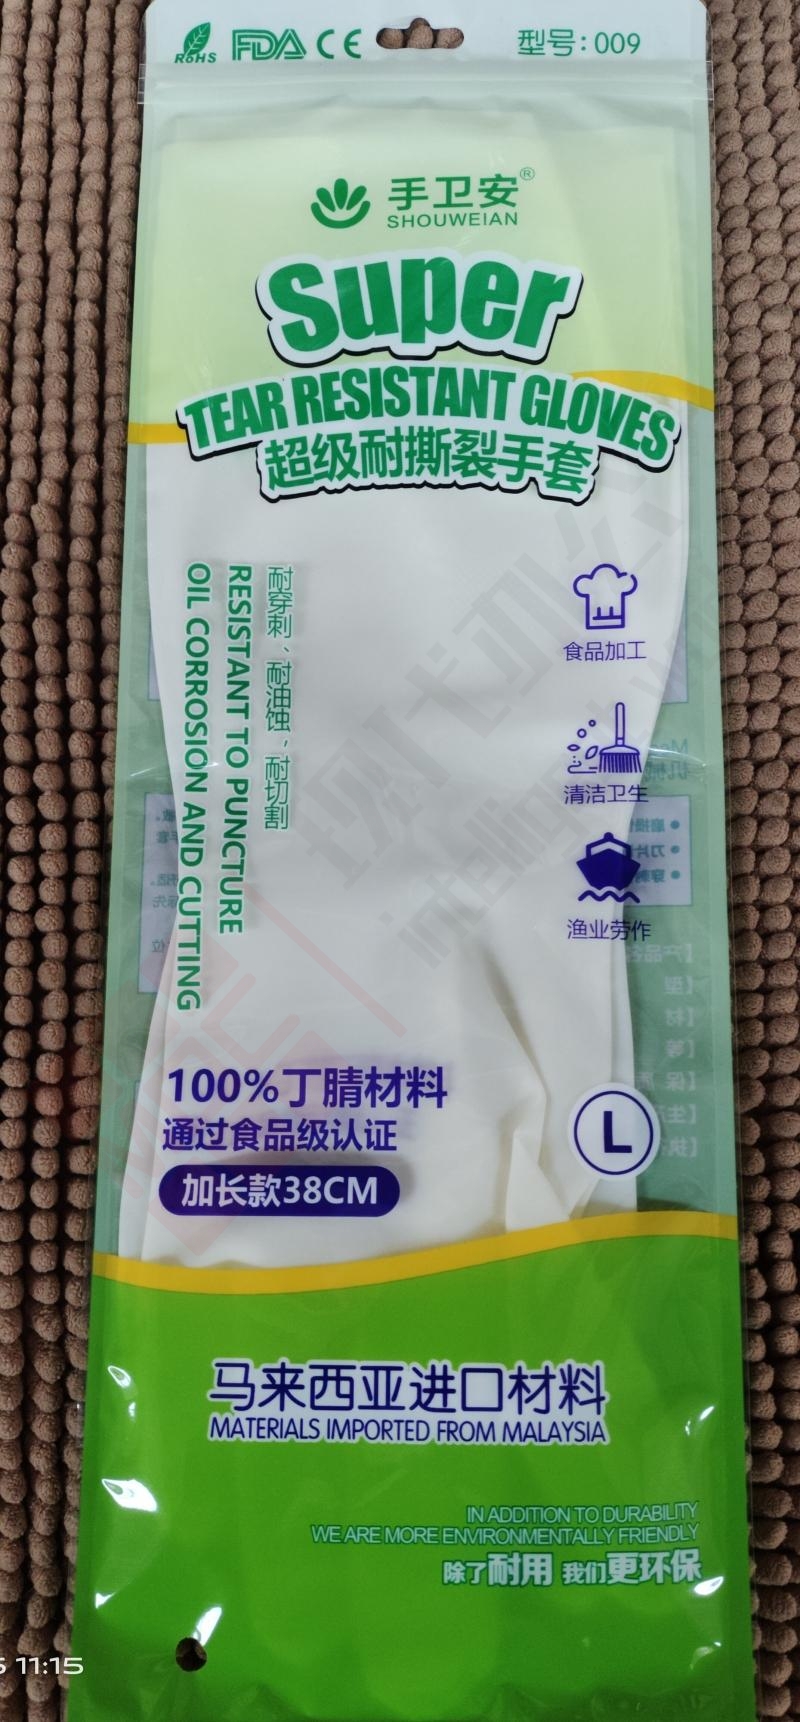 RoHS FDA CE 型号: 009
手卫安®
SHOUWEIAN
Super
TEAR RESISTANT GLOVES
超级耐撕裂手套
耐穿刺、耐油蚀，耐切割
RESISTANT TO PUNCTURE
OIL CORROSION AND CUTTING
食品加工
清洁卫生
渔业劳作
100%丁腈材料
通过食品级认证
加长款38CM
L
马来西亚进口材料
MATERIALS IMPORTED FROM MALAYSIA
IN ADDITION TO DURABILITY
WE ARE MORE ENVIRONMENTALLY FRIENDLY
除了耐用 我们更环保
11:15